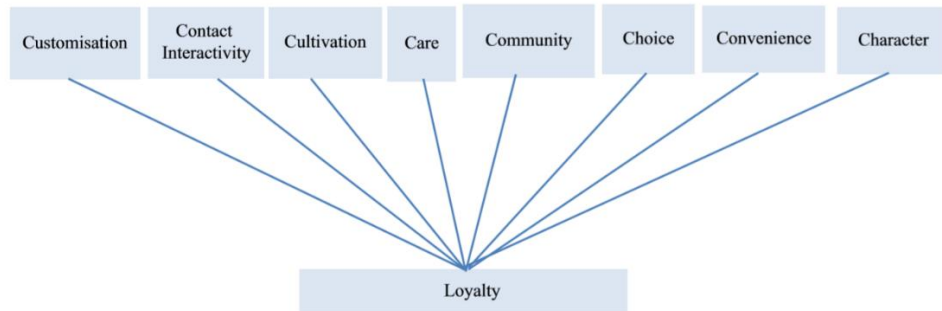 Customisation
Contact
Interactivity
Cultivation
Care
Community
Choice
Convenience
Character
Loyalty